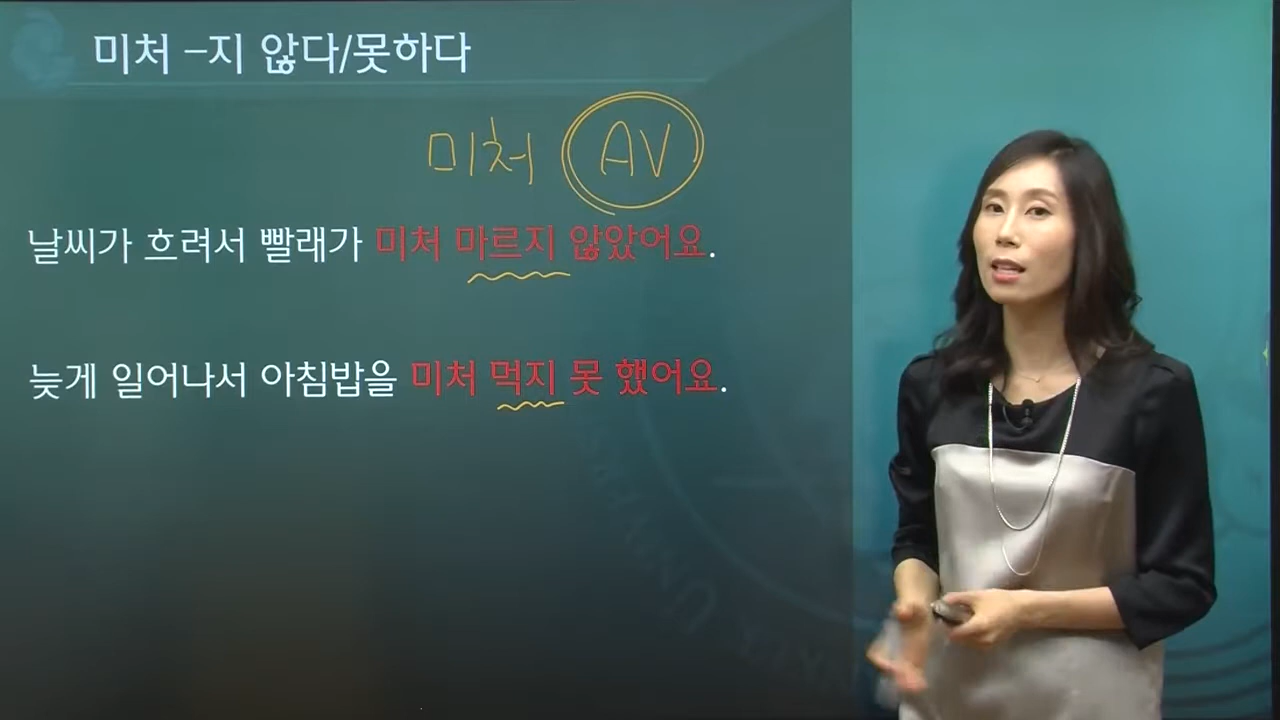 미처 –지 않다/못하다
미처 AV
날씨가 흐려서 빨래가 미처 마르지 않았어요.
늦게 일어나서 아침밥을 미처 먹지 못 했어요.